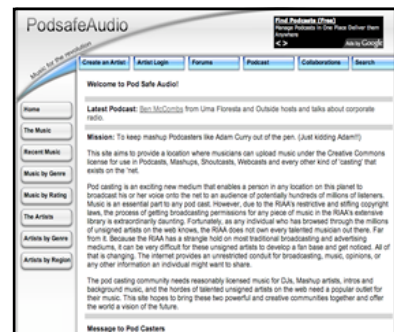 PodsafeAudio
Music for the revolution
Find Podcasts (Free)
Manage Podcasts in One Place Deliver them
Anywhere
< >
Ads by Google
Create an Artist
Artist Login
Forums
Podcast
Collaborations
Search
Welcome to Pod Safe Audio!
Home
The Music
Recent Music
Music by Genre
Music by Rating
The Artists
Artists by Genre
Artists by Region
Latest Podcast: Ben McCombs from Uma Floresta and Outside hosts and talks about corporate
radio.
Mission: To keep mashup Podcasters like Adam Curry out of the pen. (Just kidding Adam!!)
This site aims to provide a location where musicians can upload music under the Creative Commons
license for use in Podcasts, Mashups, Shoutcasts, Webcasts and every other kind of 'casting' that
exists on the 'net.
Pod casting is an exciting new medium that enables a person in any location on this planet to
broadcast his or her voice onto the net to an audience of potentially hundreds of millions of listeners.
Music is an essential part to any pod cast. However, due to the RIAA's restrictive and stifling copyright
laws, the process of getting broadcasting permissions for any piece of music in the RIAA's extensive
library is extraordinarily daunting. Fortunately, as any individual who has browsed through the millions
of unsigned artists on the web knows, the RIAA does not own every talented musician out there. Far
from it. Because the RIAA has a strangle hold on most traditional broadcasting and advertising
mediums, it can be very difficult for these unsigned artists to develop a fan base and get noticed. All of
that is changing. The internet provides an unrestricted conduit for broadcasting, music, opinions, or
any other information an individual might want to share.
The pod casting community needs reasonably licensed music for DJs, Mashup artists, intros and
background music, and the hordes of talented unsigned artists on the web need a popular outlet for
their music. This site hopes to bring these two powerful and creative communities together and offer
the world a vision of the future.
Message to Pod Casters